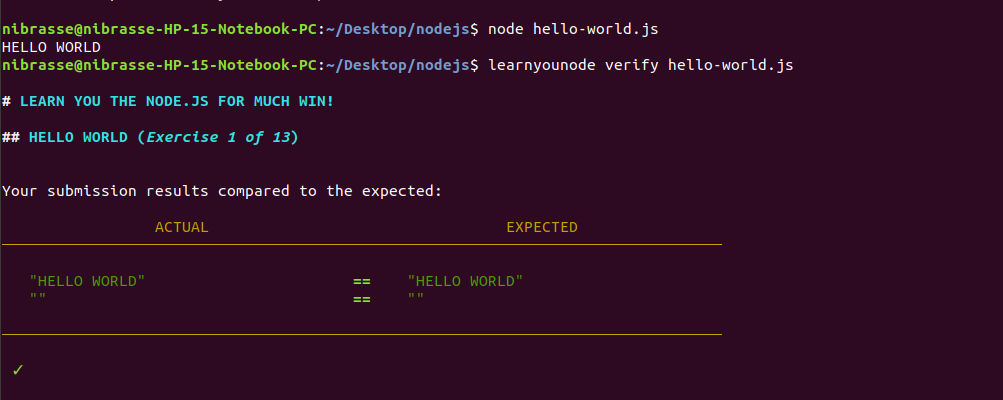 nibrasse@nibrasse-HP-15-Notebook-PC:~/Desktop/nodejs$ node hello-world.js
HELLO WORLD
nibrasse@nibrasse-HP-15-Notebook-PC:~/Desktop/nodejs$ learnyounode verify hello-world.js
# LEARN YOU THE NODE.JS FOR MUCH WIN!
## HELLO WORLD (Exercise 1 of 13)
Your submission results compared to the expected:
ACTUAL EXPECTED
"HELLO WORLD" == "HELLO WORLD"
"" == ""
✓